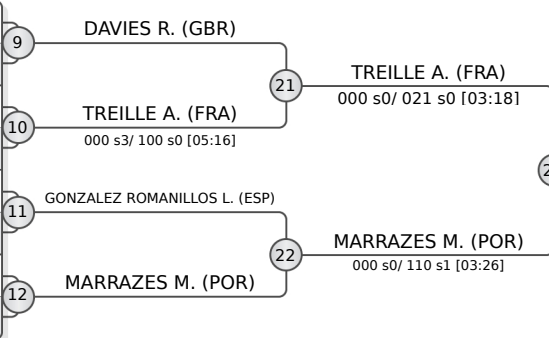 9
DAVIES R. (GBR)
21
TREILLE A. (FRA)
000 s0/ 021 s0 [03:18]
10
TREILLE A. (FRA)
000 s3/ 100 s0 [05:16]
11
GONZALEZ ROMANILLOS L. (ESP)
22
MARRAZES M. (POR)
000 s0/ 110 s1 [03:26]
12
MARRAZES M. (POR)